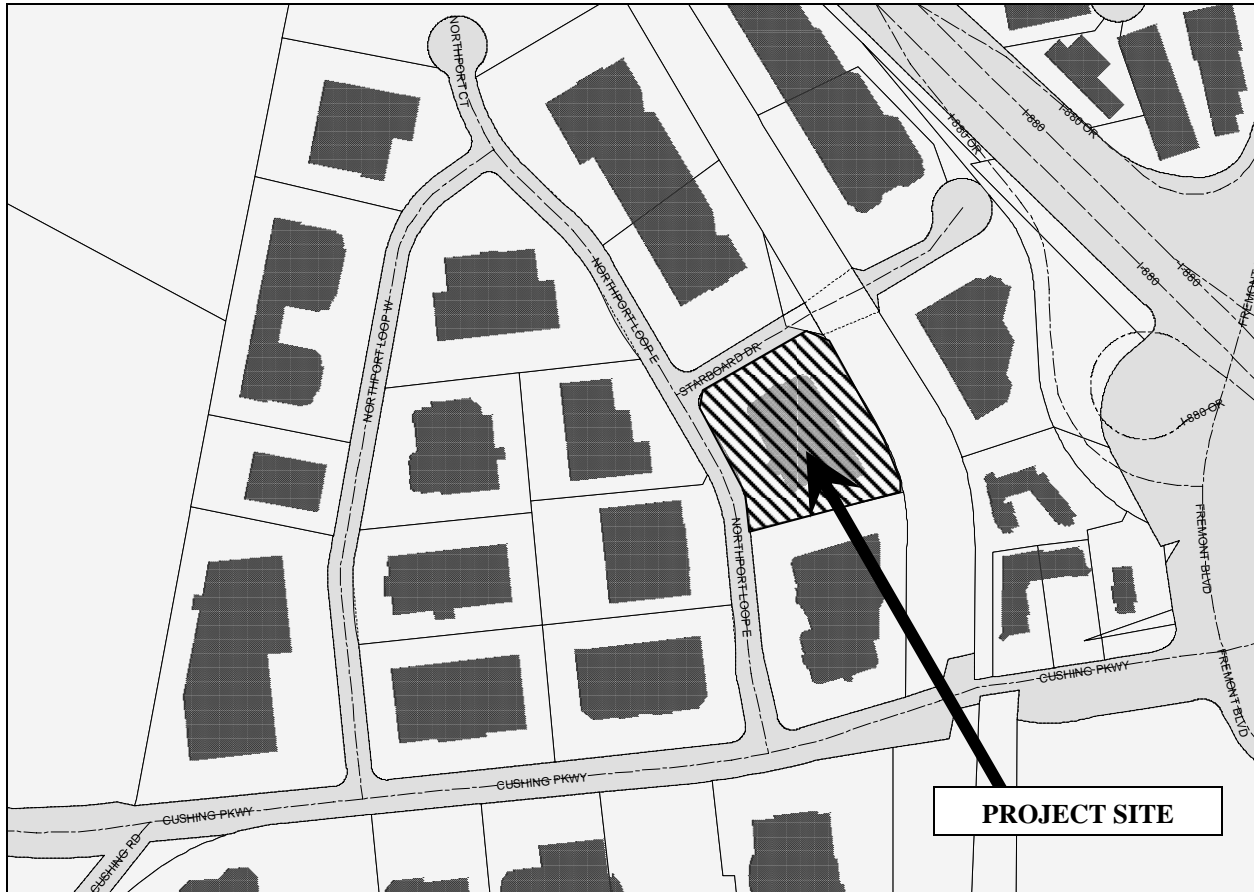 NORTHPORT CT
I-880 OR
I-880
I-880 OR
I-880
I-880
FREMONT
NORTHPORT LOOP E
NORTHPORT LOOP W
STARBOARD DR
I-880 OR
NORTHPORT LOOP E
FREMONT BLVD
CUSHING PKWY
FREMONT BLVD
CUSHING PKWY
CUSHING PKWY
CUSHING RD
PROJECT SITE